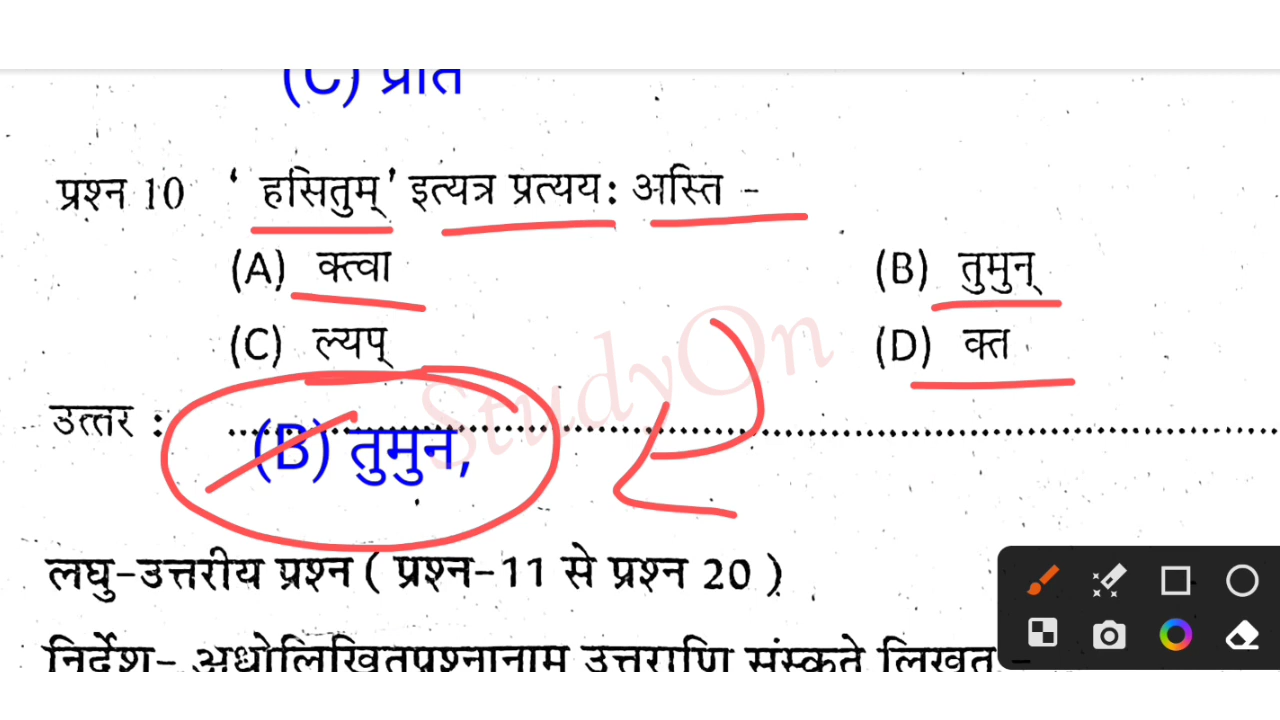 (C) प्रति
प्रश्न 10 ‘ हसितुम्’ इत्यत्र प्रत्यय: अस्ति -
(A) क्त्वा (B) तुमुन्
(C) ल्यप् (D) क्त
StudyOn
उत्तर : (B) तुमुन,
लघु-उत्तरीय प्रश्न ( प्रश्न-11 से प्रश्न 20 )
निर्देश- अधोलिखितप्रश्नानाम् उत्तराणि संस्कृते लिखत -